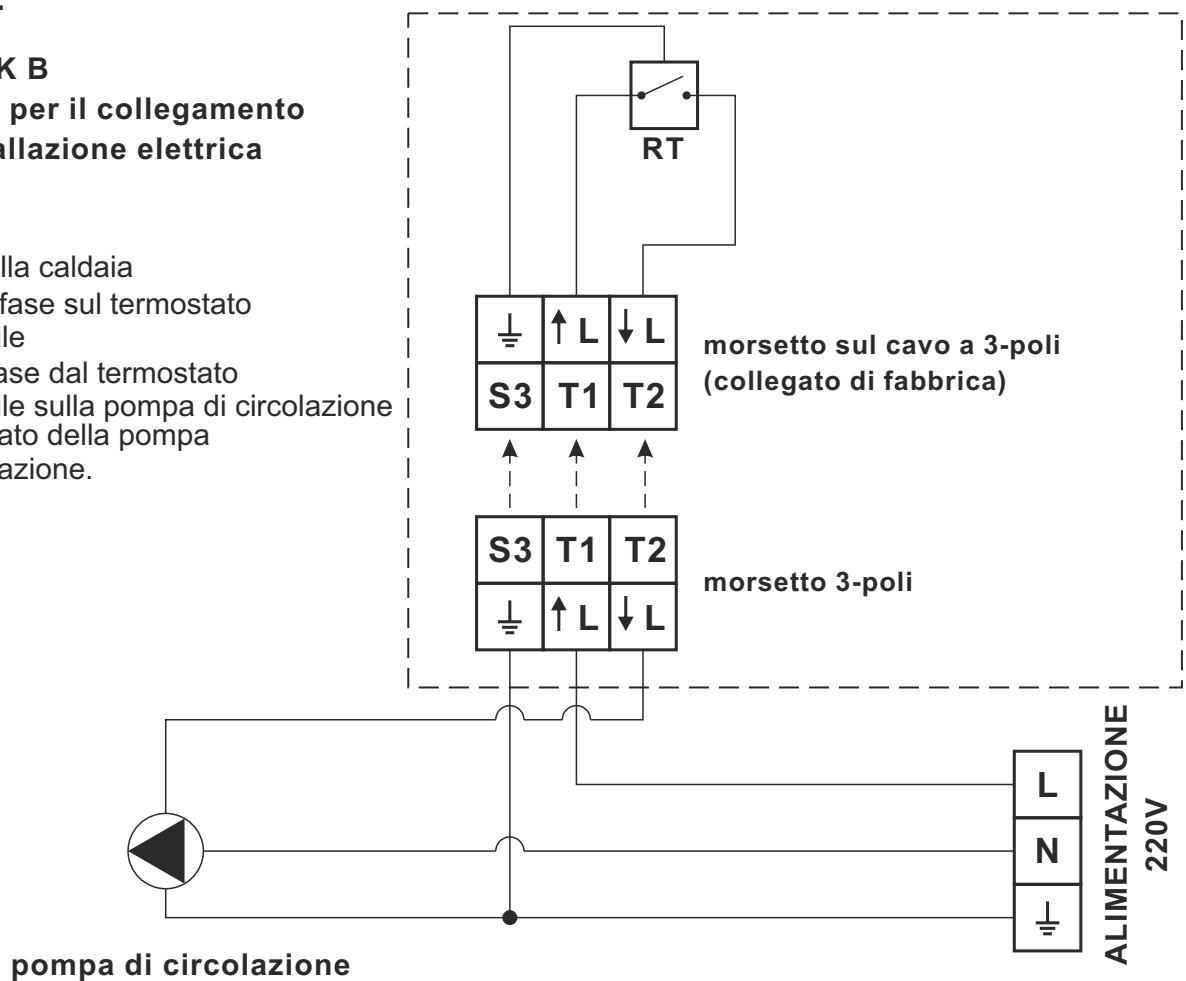 K B
per il collegamento
allazione elettrica
lla caldaia
fase sul termostato
ile
ase dal termostato
ile sulla pompa di circolazione
ato della pompa
azione.
RT
L L
S3 T1 T2
morsetto sul cavo a 3-poli
(collegato di fabbrica)
S3 T1 T2
L L
morsetto 3-poli
L
N
ALIMENTAZIONE
220V
pompa di circolazione